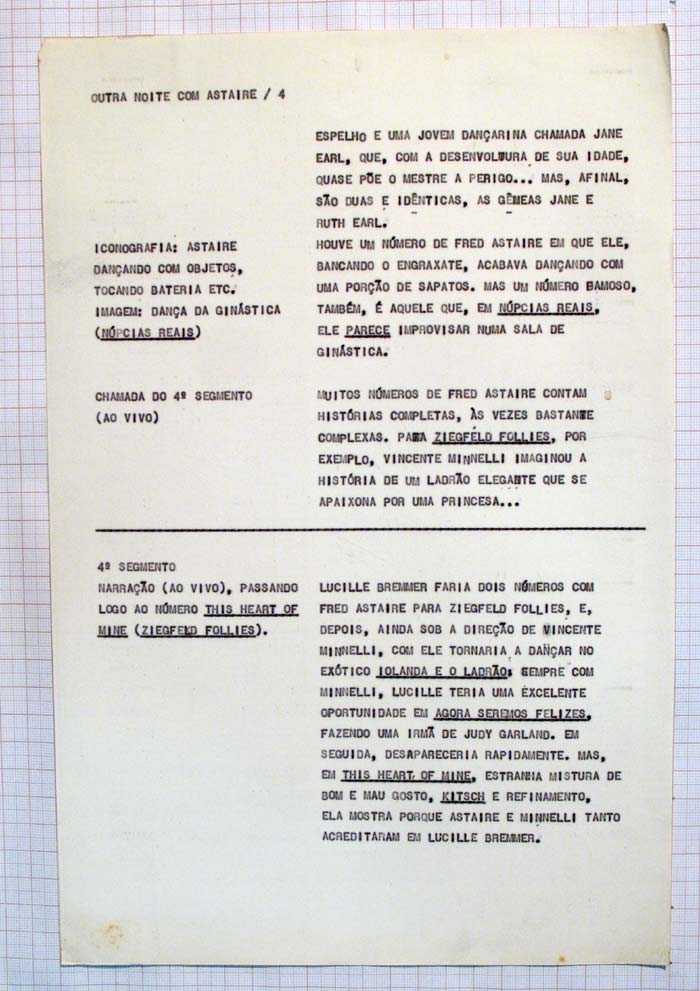 OUTRA NOITE COM ASTAIRE / 4
ESPELHO E UMA JOVEM DANÇARINA CHAMADA JANE
EARL, QUE, COM A DESENVOLTURA DE SUA IDADE,
QUASE PÕE O MESTRE A PERIGO... MAS, AFINAL,
SÃO DUAS E IDÊNTICAS, AS GÊMEAS JANE E
RUTH EARL.
ICONOGRAFIA: ASTAIRE
DANÇANDO COM OBJETOS,
TOCANDO BATERIA ETC.
IMAGEM: DANÇA DA GINÁSTICA
(NÚPCIAS REAIS)
HOUVE UM NÚMERO DE FRED ASTAIRE EM QUE ELE,
BANCANDO O ENGRAXATE, ACABAVA DANÇANDO COM
UMA PORÇÃO DE SAPATOS. MAS UM NÚMERO BAMOSO,
TAMBÉM, É AQUELE QUE, EM NÚPCIAS REAIS,
ELE PARECE IMPROVISAR NUMA SALA DE
GINÁSTICA.
CHAMADA DO 4º SEGMENTO
(AO VIVO)
MUITOS NÚMEROS DE FRED ASTAIRE CONTAM
HISTÓRIAS COMPLETAS, ÀS VEZES BASTANTE
COMPLEXAS. PARA ZIEGFELD FOLLIES, POR
EXEMPLO, VINCENTE MINNELLI IMAGINOU A
HISTÓRIA DE UM LADRÃO ELEGANTE QUE SE
APAIXONA POR UMA PRINCESA...
4º SEGMENTO
NARRAÇÃO (AO VIVO), PASSANDO
LOGO AO NÚMERO THIS HEART OF
MINE (ZIEGFELD FOLLIES).
LUCILLE BREMMER FARIA DOIS NÚMEROS COM
FRED ASTAIRE PARA ZIEGFELD FOLLIES, E,
DEPOIS, AINDA SOB A DIREÇÃO DE VINCENTE
MINNELLI, COM ELE TORNARIA A DANÇAR NO
EXÓTICO IOLANDA E O LADRÃO. SEMPRE COM
MINNELLI, LUCILLE TERIA UMA EXCELENTE
OPORTUNIDADE EM AGORA SEREMOS FELIZES,
FAZENDO UMA IRMÃ DE JUDY GARLAND. EM
SEGUIDA, DESAPARECERIA RAPIDAMENTE. MAS,
EM THIS HEART OF MINE, ESTRANHA MISTURA DE
BOM E MAU GOSTO, KITSCH E REFINAMENTO,
ELA MOSTRA PORQUE ASTAIRE E MINNELLI TANTO
ACREDITARAM EM LUCILLE BREMMER.